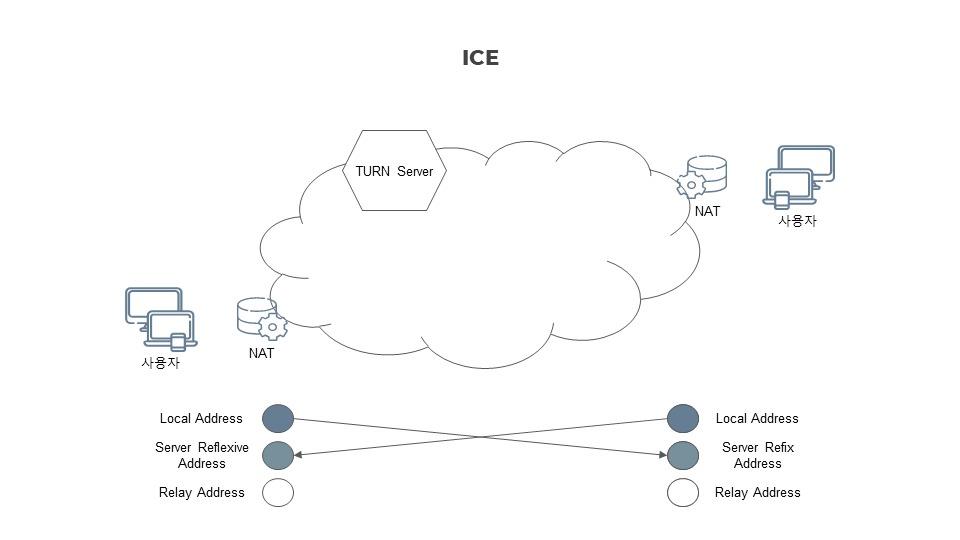 ICE
TURN Server
NAT
사용자
NAT
사용자
Local Address
Local Address
Server Reflexive
Address
Server Refix
Address
Relay Address
Relay Address